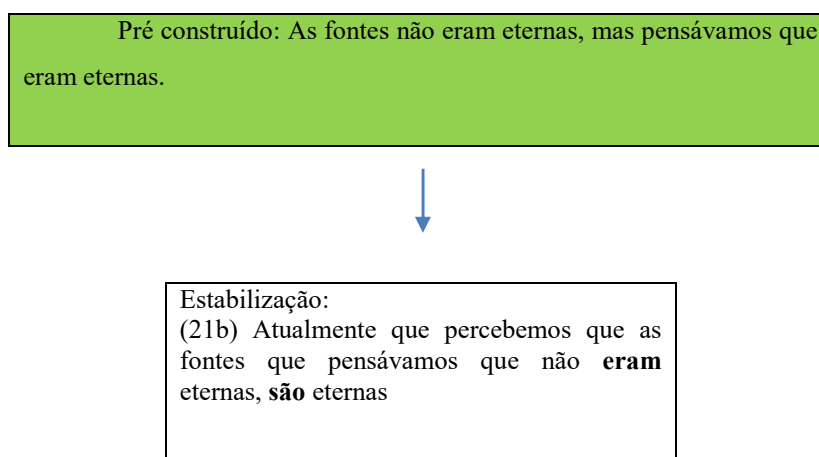 Pré construído: As fontes não eram eternas, mas pensávamos que
eram eternas.
Estabilização:
(21b) Atualmente que percebemos que as
fontes que pensávamos que não eram
eternas, são eternas